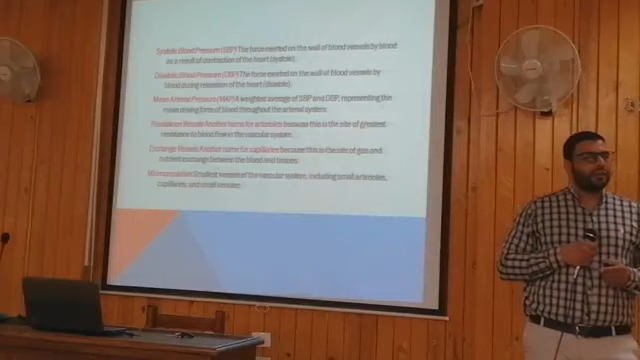 Systolic Blood Pressure (SBP) The force exerted on the wall of blood vessels by blood
as a result of contraction of the heart (systole).
Diastolic Blood Pressure (DBP) The force exerted on the wall of blood vessels by
blood during relaxation of the heart (diastole).
Mean Arterial Pressure (MAP) A weighted average of SBP and DBP, representing the
mean driving force of blood throughout the arterial system.
Resistance Vessels Another name for arterioles because this is the site of greatest
resistance to blood flow in the vascular system.
Exchange Vessels Another name for capillaries because this is the site of gas and
nutrient exchange between the blood and tissues.
Microcirculation Smallest vessels of the vascular system, including small arterioles,
capillaries, and small venules.